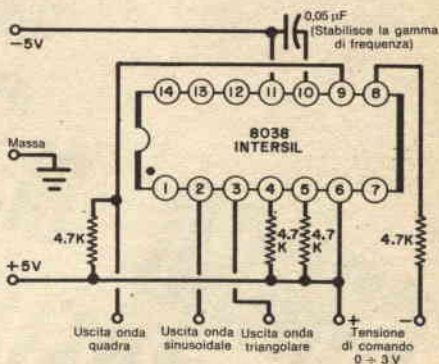 0,05 µF
(Stabilisce la gamma
di frequenza)
−5V
14 13 12 11 10 9 8
8038
INTERSIL
Massa
1 2 3 4 5 6 7
4.7K
4.7
K
4.7
K
4.7K
+5V
+
−
Uscita onda
quadra
Uscita onda
sinusoidale
Uscita onda
triangolare
Tensione
di comando
0 ÷ 3 V